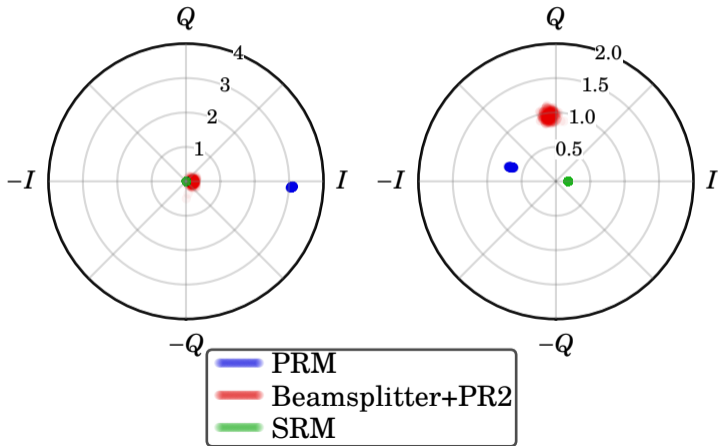 Q Q
4 2.0
3 1.5
2 1.0
1 0.5
−I I −I I
−Q −Q
PRM
Beamsplitter+PR2
SRM